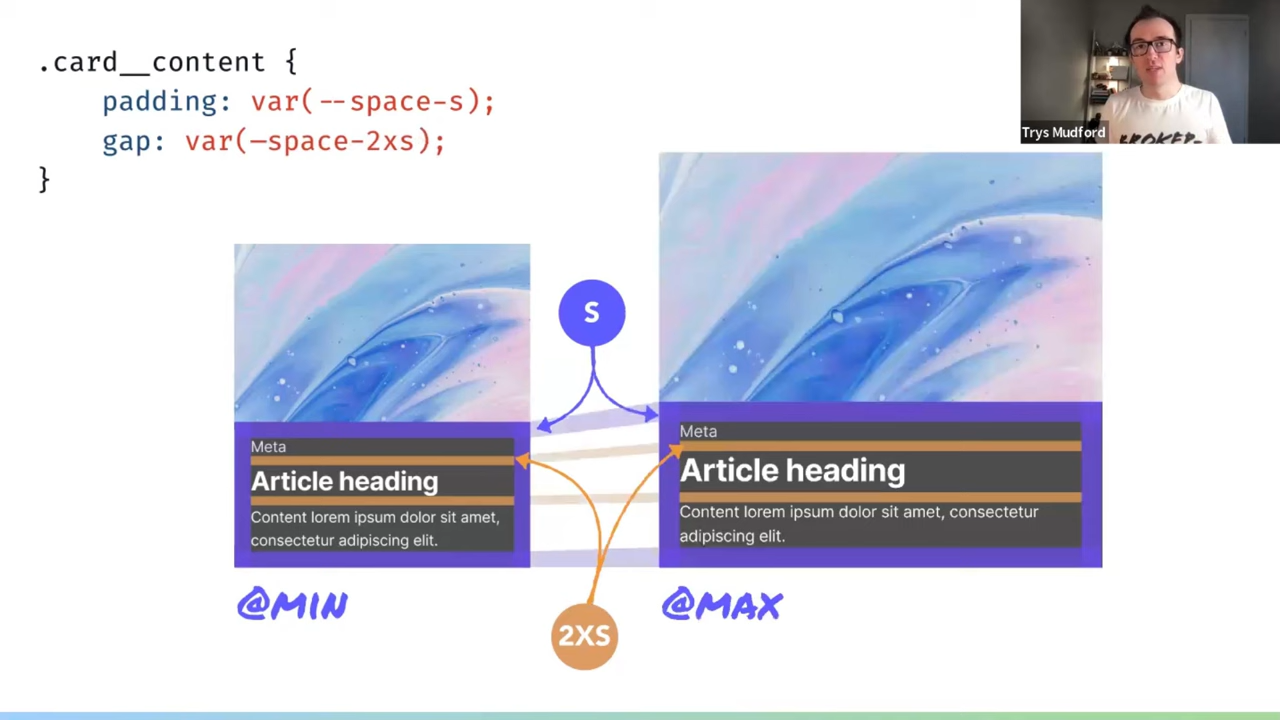 .card__content {
padding: var(--space-s);
gap: var(—space-2xs);
}
Trys Mudford
BROKER-
S
Meta
Article heading
Content lorem ipsum dolor sit amet,
consectetur adipiscing elit.
Meta
Article heading
Content lorem ipsum dolor sit amet, consectetur
adipiscing elit.
@MIN
@MAX
2XS